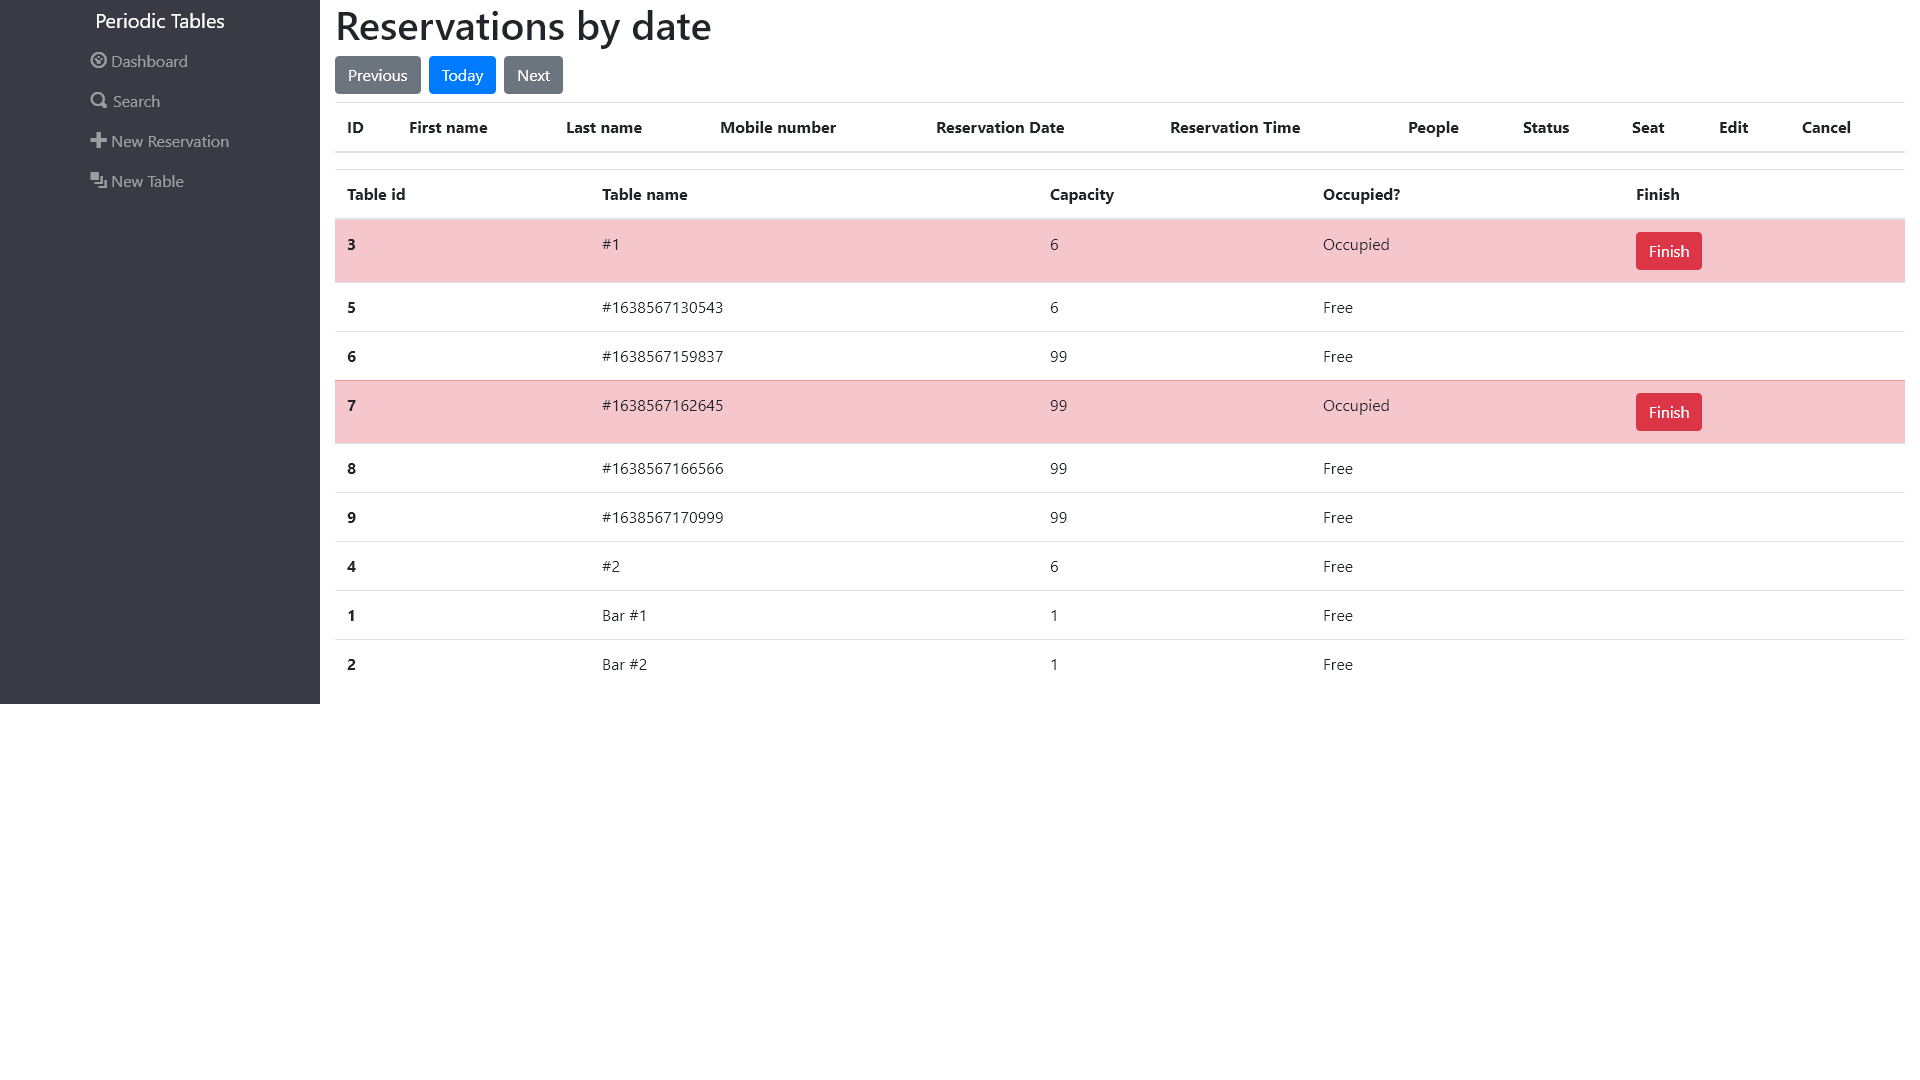 Periodic Tables
Dashboard
Search
New Reservation
New Table
Reservations by date
Previous Today Next
ID First name Last name Mobile number Reservation Date Reservation Time People Status Seat Edit Cancel
Table id Table name Capacity Occupied? Finish
3 #1 6 Occupied Finish
5 #1638567130543 6 Free
6 #1638567159837 99 Free
7 #1638567162645 99 Occupied Finish
8 #1638567166566 99 Free
9 #1638567170999 99 Free
4 #2 6 Free
1 Bar #1 1 Free
2 Bar #2 1 Free